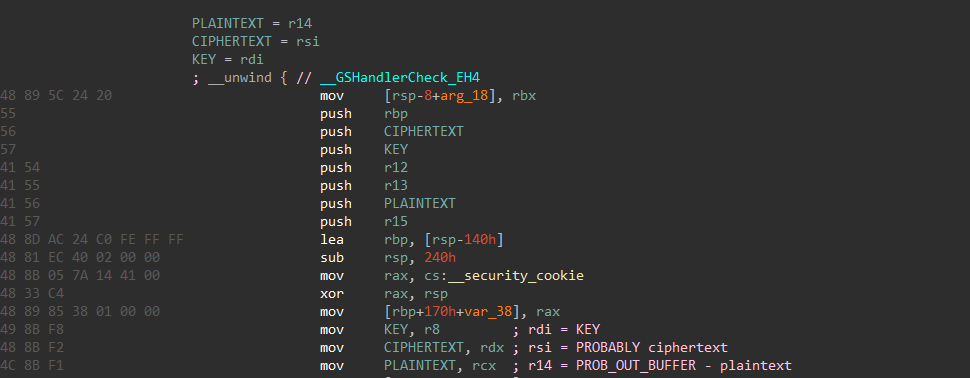 PLAINTEXT = r14
CIPHERTEXT = rsi
KEY = rdi
; __unwind { // __GSHandlerCheck_EH4
48 89 5C 24 20 mov [rsp-8+arg_18], rbx
55 push rbp
56 push CIPHERTEXT
57 push KEY
41 54 push r12
41 55 push r13
41 56 push PLAINTEXT
41 57 push r15
48 8D AC 24 C0 FE FF FF lea rbp, [rsp-140h]
48 81 EC 40 02 00 00 sub rsp, 240h
48 8B 05 7A 14 41 00 mov rax, cs:__security_cookie
48 33 C4 xor rax, rsp
48 89 85 38 01 00 00 mov [rbp+170h+var_38], rax
49 8B F8 mov KEY, r8 ; rdi = KEY
48 8B F2 mov CIPHERTEXT, rdx ; rsi = PROBABLY ciphertext
4C 8B F1 mov PLAINTEXT, rcx ; r14 = PROB_OUT_BUFFER - plaintext